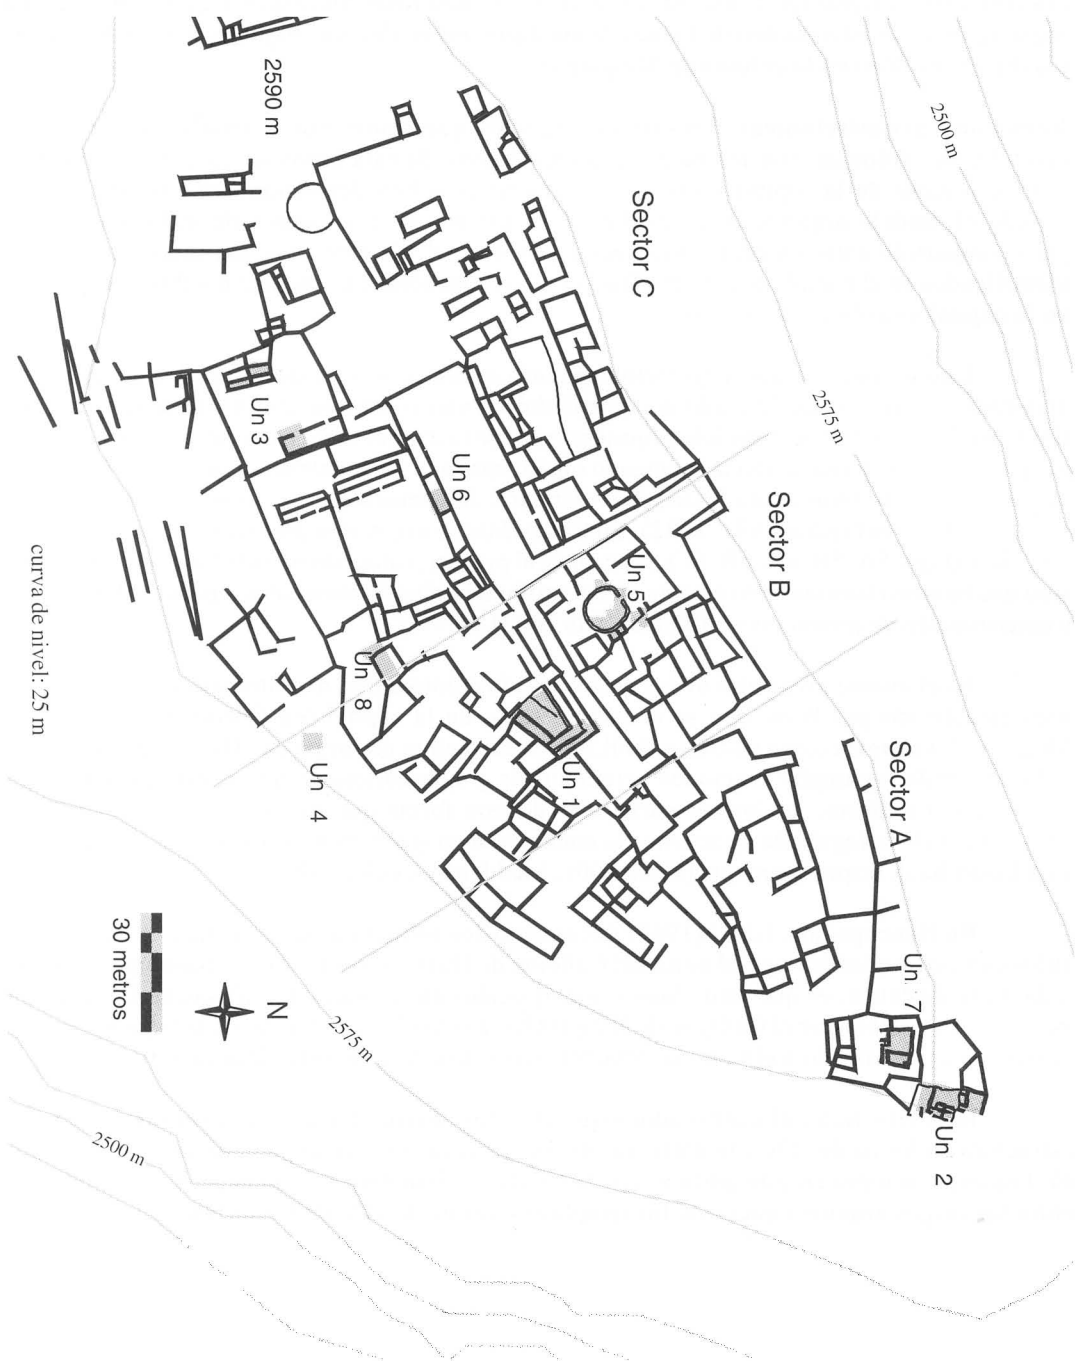 Sector C
Sector B
Sector A
2500 m
2575 m
2590 m
Un 3
Un 6
Un 5
Un 8
Un 4
Un 1
Un 7
Un 2
curva de nivel: 25 m
30 metros
N
2575 m
2500 m